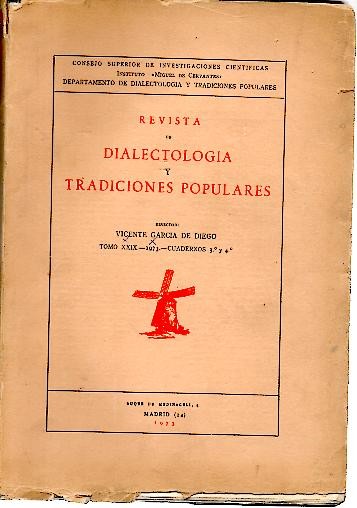 CONSEJO SUPERIOR DE INVESTIGACIONES CIENTIFICAS
INSTITUTO «MIGUEL DE CERVANTES»
DEPARTAMENTO DE DIALECTOLOGIA Y TRADICIONES POPULARES
REVISTA
DE
DIALECTOLOGIA
Y
TRADICIONES POPULARES
DIRECTOR:
VICENTE GARCIA DE DIEGO
TOMO XXIX.—1973.—CUADERNOS 3.º y 4.º
DUQUE DE MEDINACELI, 4
MADRID (14)
1973